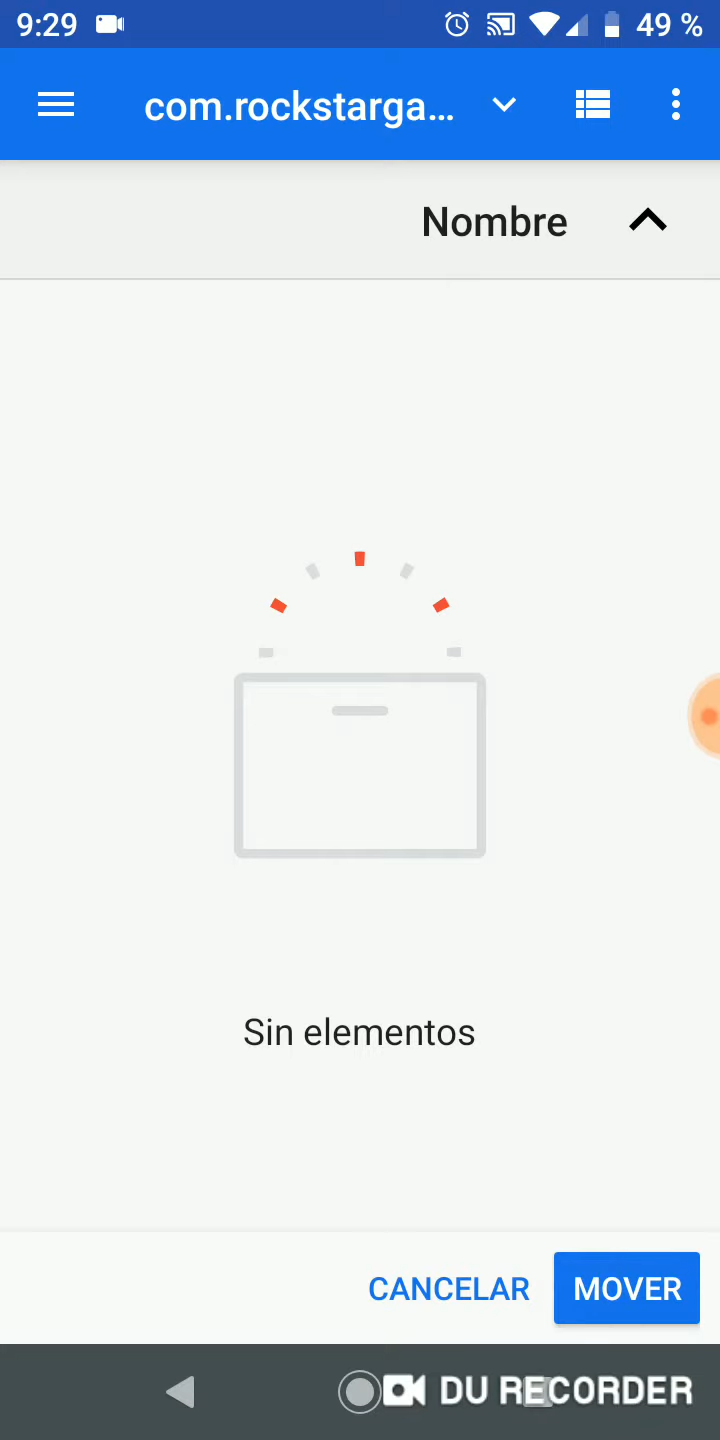 9:29
49 %
com.rockstarga...
Nombre
Sin elementos
CANCELAR
MOVER
DU RECORDER